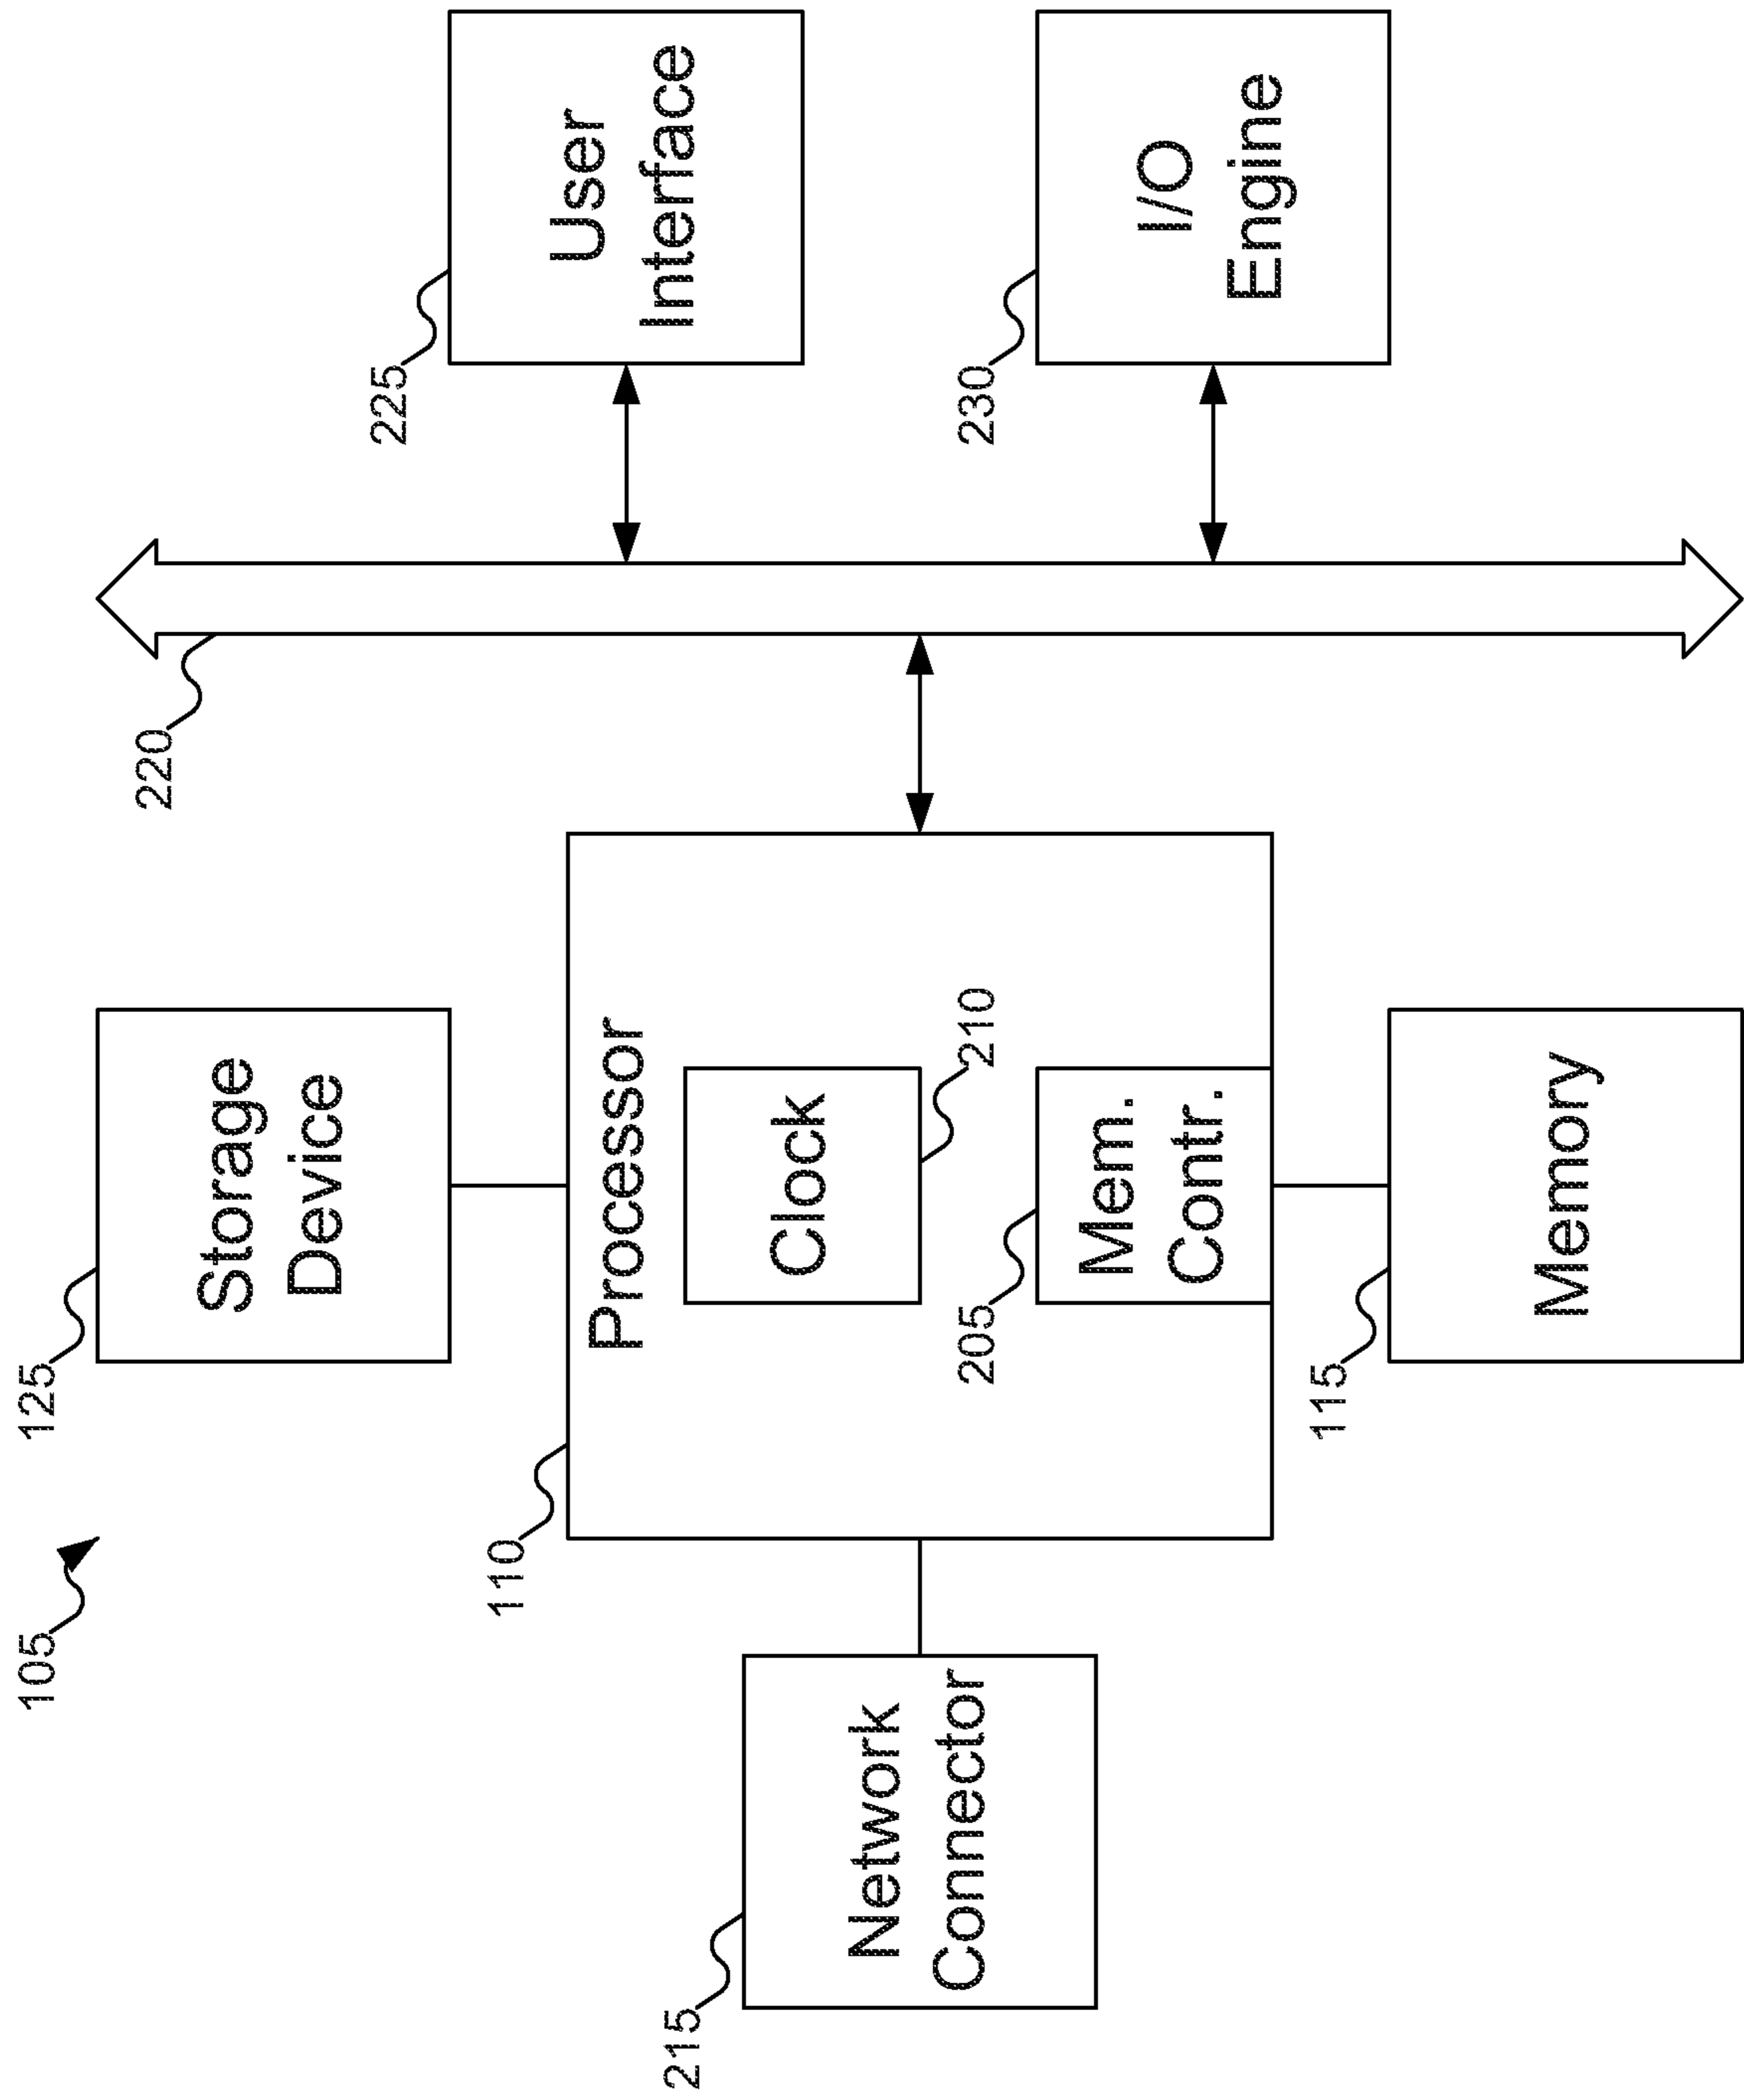 105
125
Storage
Device
220
110
Processor
225
User
Interface
215
Network
Connector
Clock
210
205
Mem.
Contr.
230
I/O
Engine
115
Memory